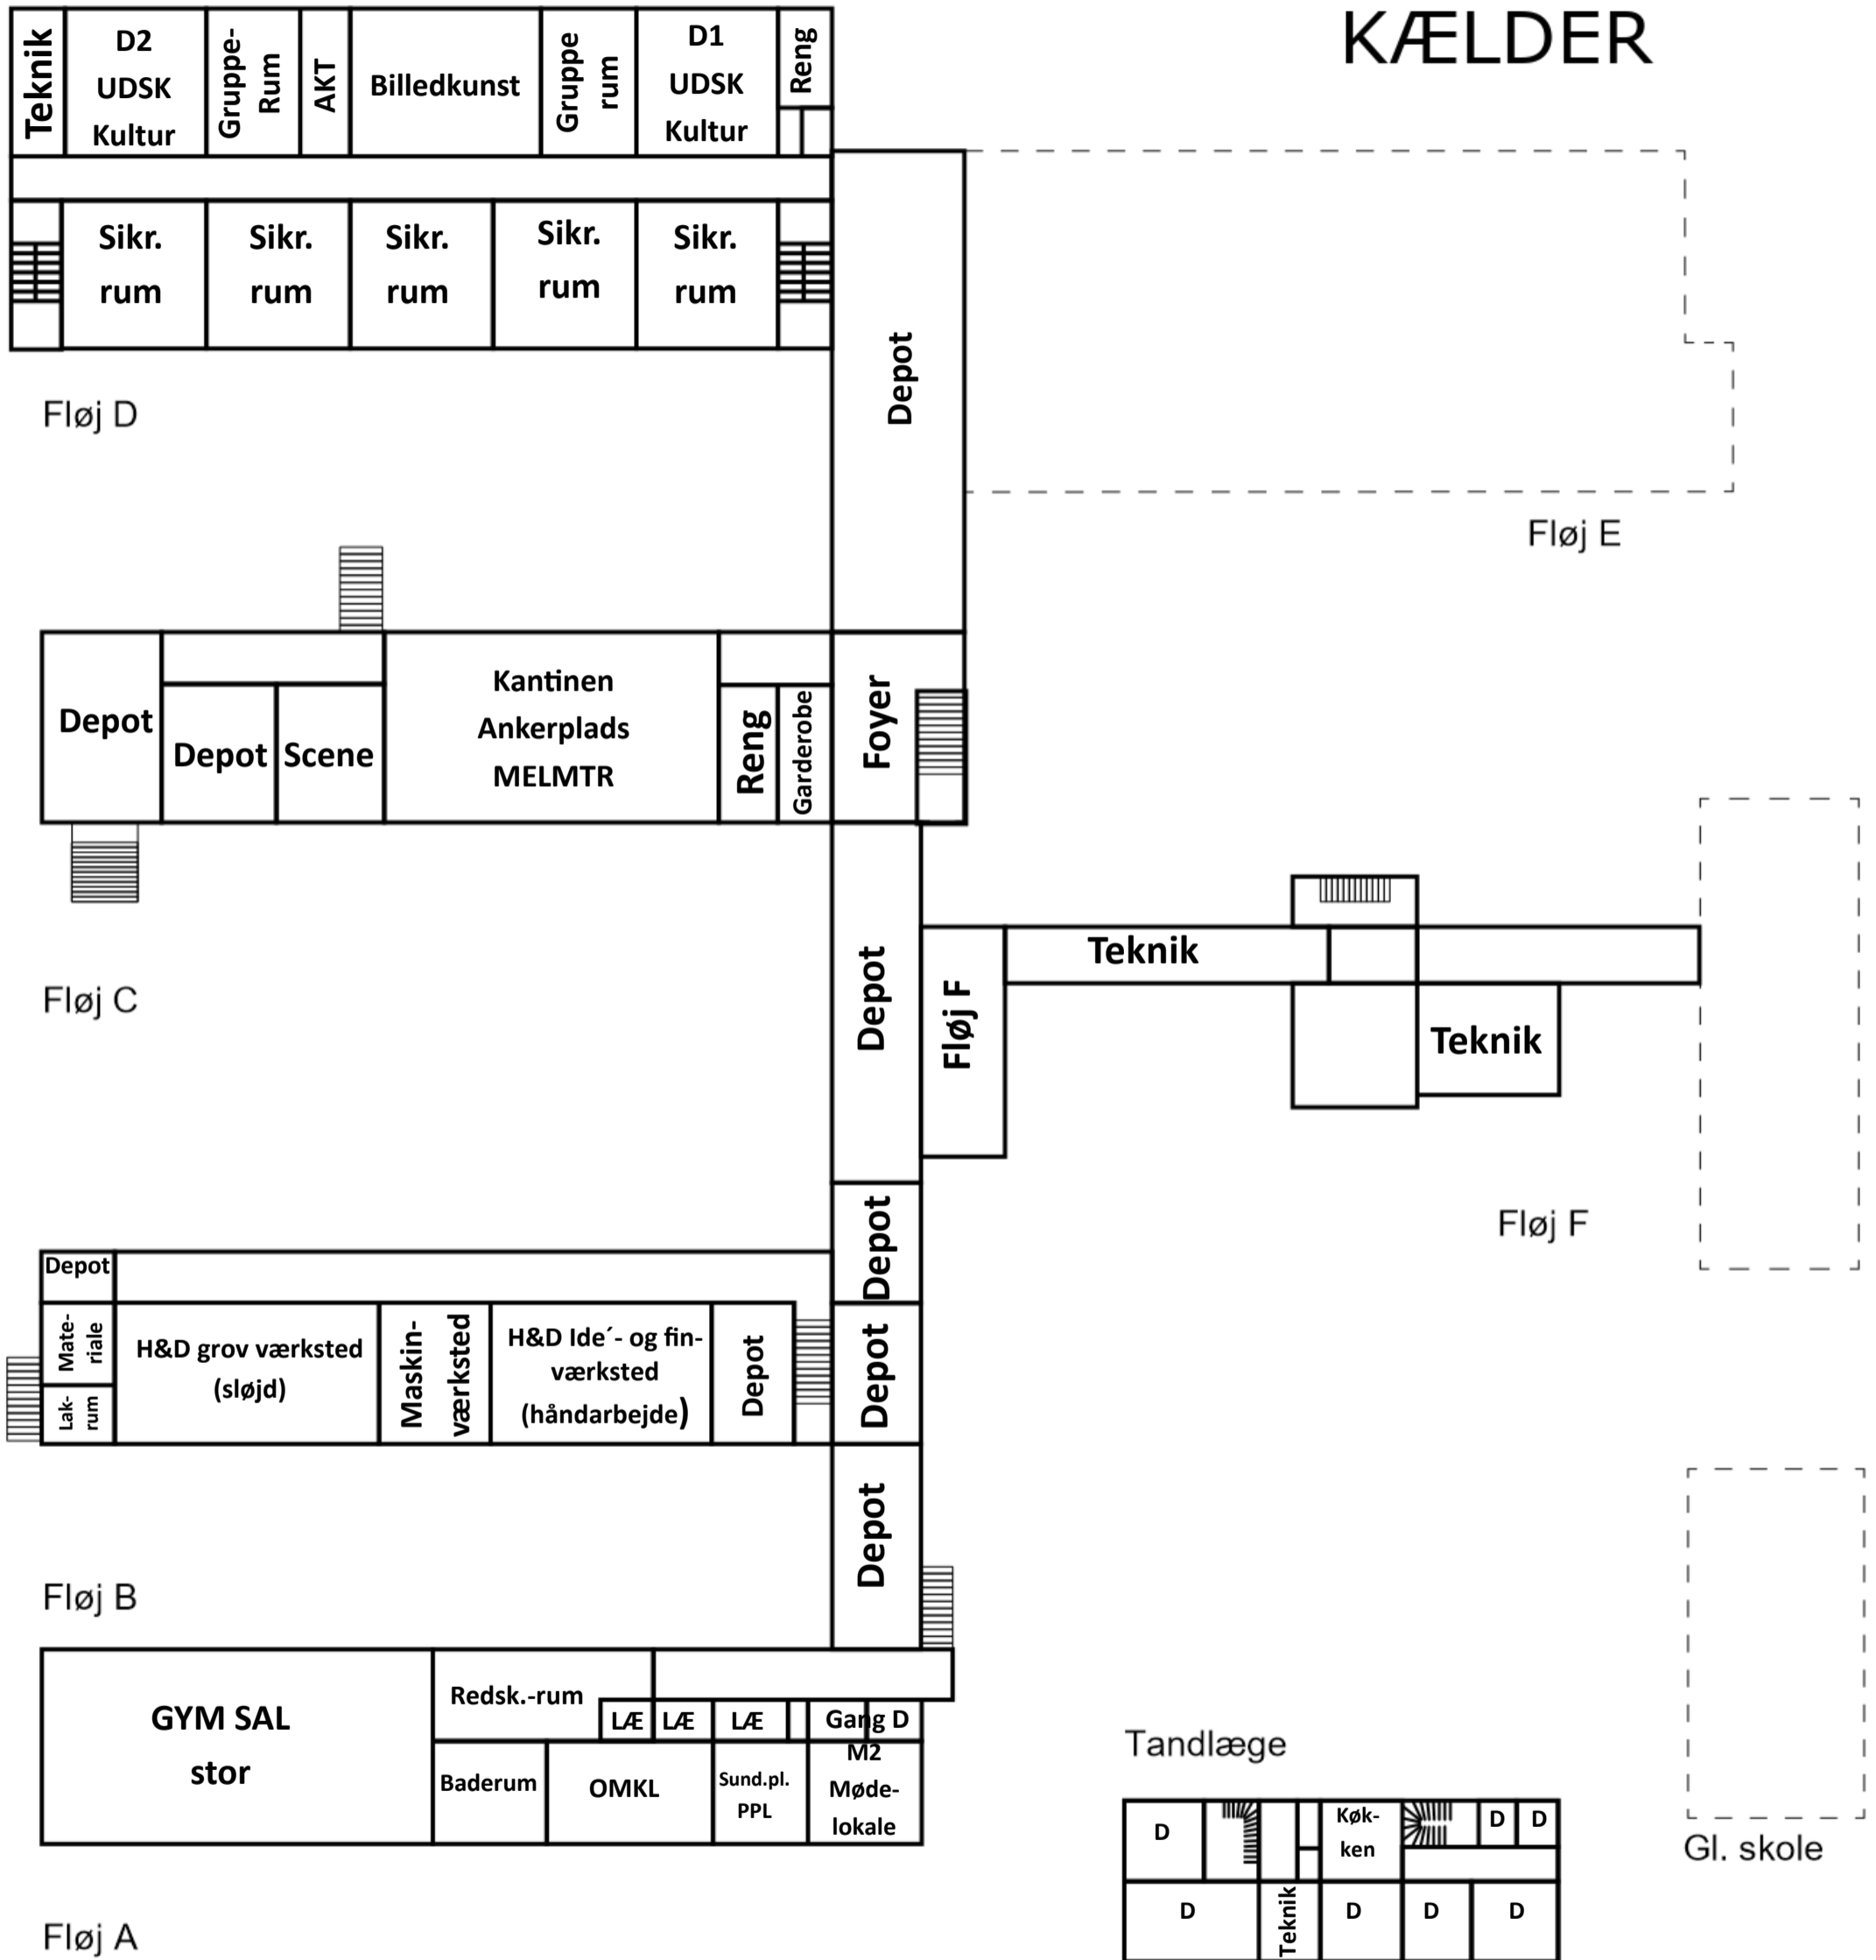 KÆLDER
Teknik
D2
UDSK
Kultur
Gruppe-
Rum
AKT
Billedkunst
Gruppe
rum
D1
UDSK
Kultur
Reng
Sikr.
rum
Sikr.
rum
Sikr.
rum
Sikr.
rum
Sikr.
rum
Depot
Fløj D
Fløj E
Depot
Depot
Scene
Kantinen
Ankerplads
MELMTR
Reng
Garderobe
Foyer
Fløj C
Depot
Fløj F
Teknik
Teknik
Fløj F
Depot
Depot
Mate-
riale
Lak-
rum
H&D grov værksted
(sløjd)
Maskin-
værksted
H&D Ide´- og fin-
værksted
(håndarbejde)
Depot
Depot
Depot
Fløj B
GYM SAL
stor
Redsk.-rum
LÆ
LÆ
LÆ
Gang D
Baderum
OMKL
Sund.pl.
PPL
M2
Møde-
lokale
Fløj A
Tandlæge
D
Køk-
ken
D
D
D
Teknik
D
D
D
Gl. skole